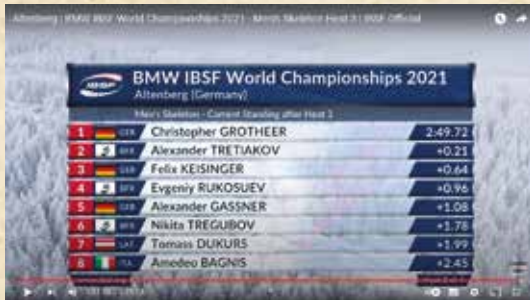 Altenberg | BMW IBSF World Championships 2021 - Men's Skeleton Heat 3 | IBSF Official
IBSF
BMW IBSF World Championships 2021
Altenberg (Germany)
Men's Skeleton - Current Standing after Heat 3
1 GER Christopher GROTHEER 2:49.72
2 Alexander TRETIAKOV +0.21
3 GER Felix KEISINGER +0.64
4 Evgeniy RUKOSUEV +0.96
5 GER Alexander GASSNER +1.08
6 Nikita TREGUBOV +1.78
7 LAT Tomass DUKURS +1.99
8 ITA Amedeo BAGNIS +2.45